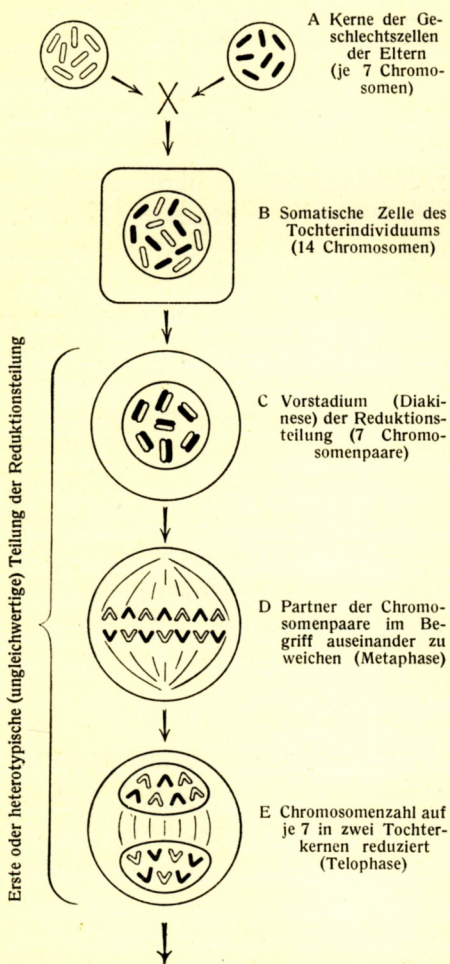 A Kerne der Ge-
schlechtszellen
der Eltern
(je 7 Chromo-
somen)
B Somatische Zelle des
Tochterindividuums
(14 Chromosomen)
Erste oder heterotypische (ungleichwertige) Teilung der Reduktionsteilung
C Vorstadium (Diaki-
nese) der Reduktions-
teilung (7 Chromo-
somenpaare)
D Partner der Chromo-
somenpaare im Be-
griff auseinander zu
weichen (Metaphase)
E Chromosomenzahl auf
je 7 in zwei Tochter-
kernen reduziert
(Telophase)